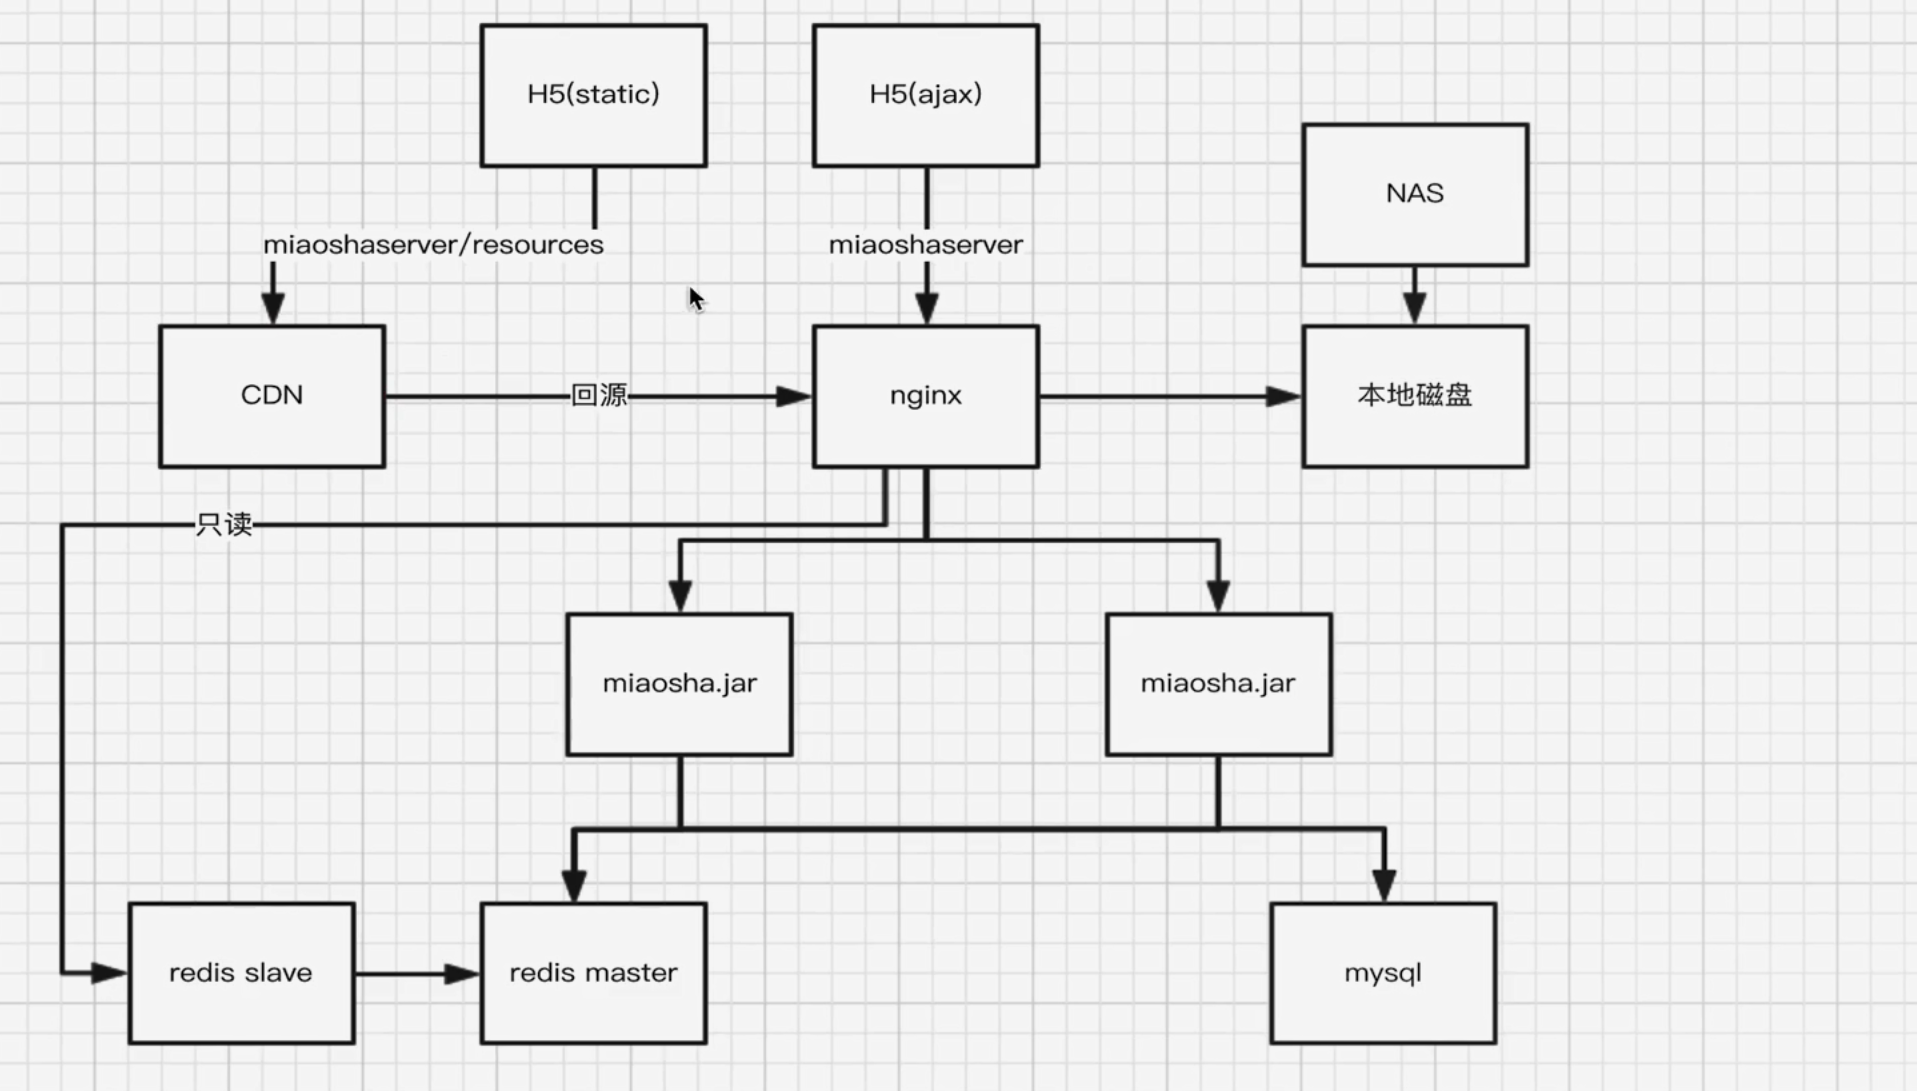 H5(static)
H5(ajax)
NAS
miaoshaserver/resources
miaoshaserver
CDN
回源
nginx
本地磁盘
只读
miaosha.jar
miaosha.jar
redis slave
redis master
mysql